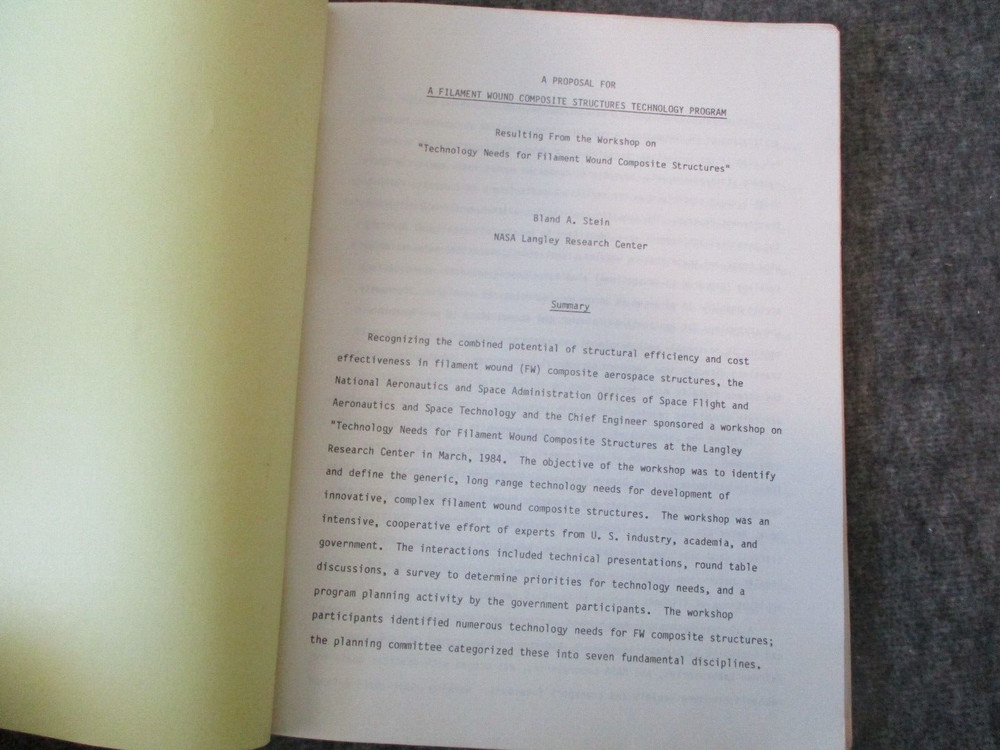 A PROPOSAL FOR
A FILAMENT WOUND COMPOSITE STRUCTURES TECHNOLOGY PROGRAM
Resulting From the Workshop on
"Technology Needs for Filament Wound Composite Structures"
Bland A. Stein
NASA Langley Research Center
Summary
Recognizing the combined potential of structural efficiency and cost
effectiveness in filament wound (FW) composite aerospace structures, the
National Aeronautics and Space Administration Offices of Space Flight and
Aeronautics and Space Technology and the Chief Engineer sponsored a workshop on
"Technology Needs for Filament Wound Composite Structures at the Langley
Research Center in March, 1984. The objective of the workshop was to identify
and define the generic, long range technology needs for development of
innovative, complex filament wound composite structures. The workshop was an
intensive, cooperative effort of experts from U. S. industry, academia, and
government. The interactions included technical presentations, round table
discussions, a survey to determine priorities for technology needs, and a
program planning activity by the government participants. The workshop
participants identified numerous technology needs for FW composite structures;
the planning committee categorized these into seven fundamental disciplines.